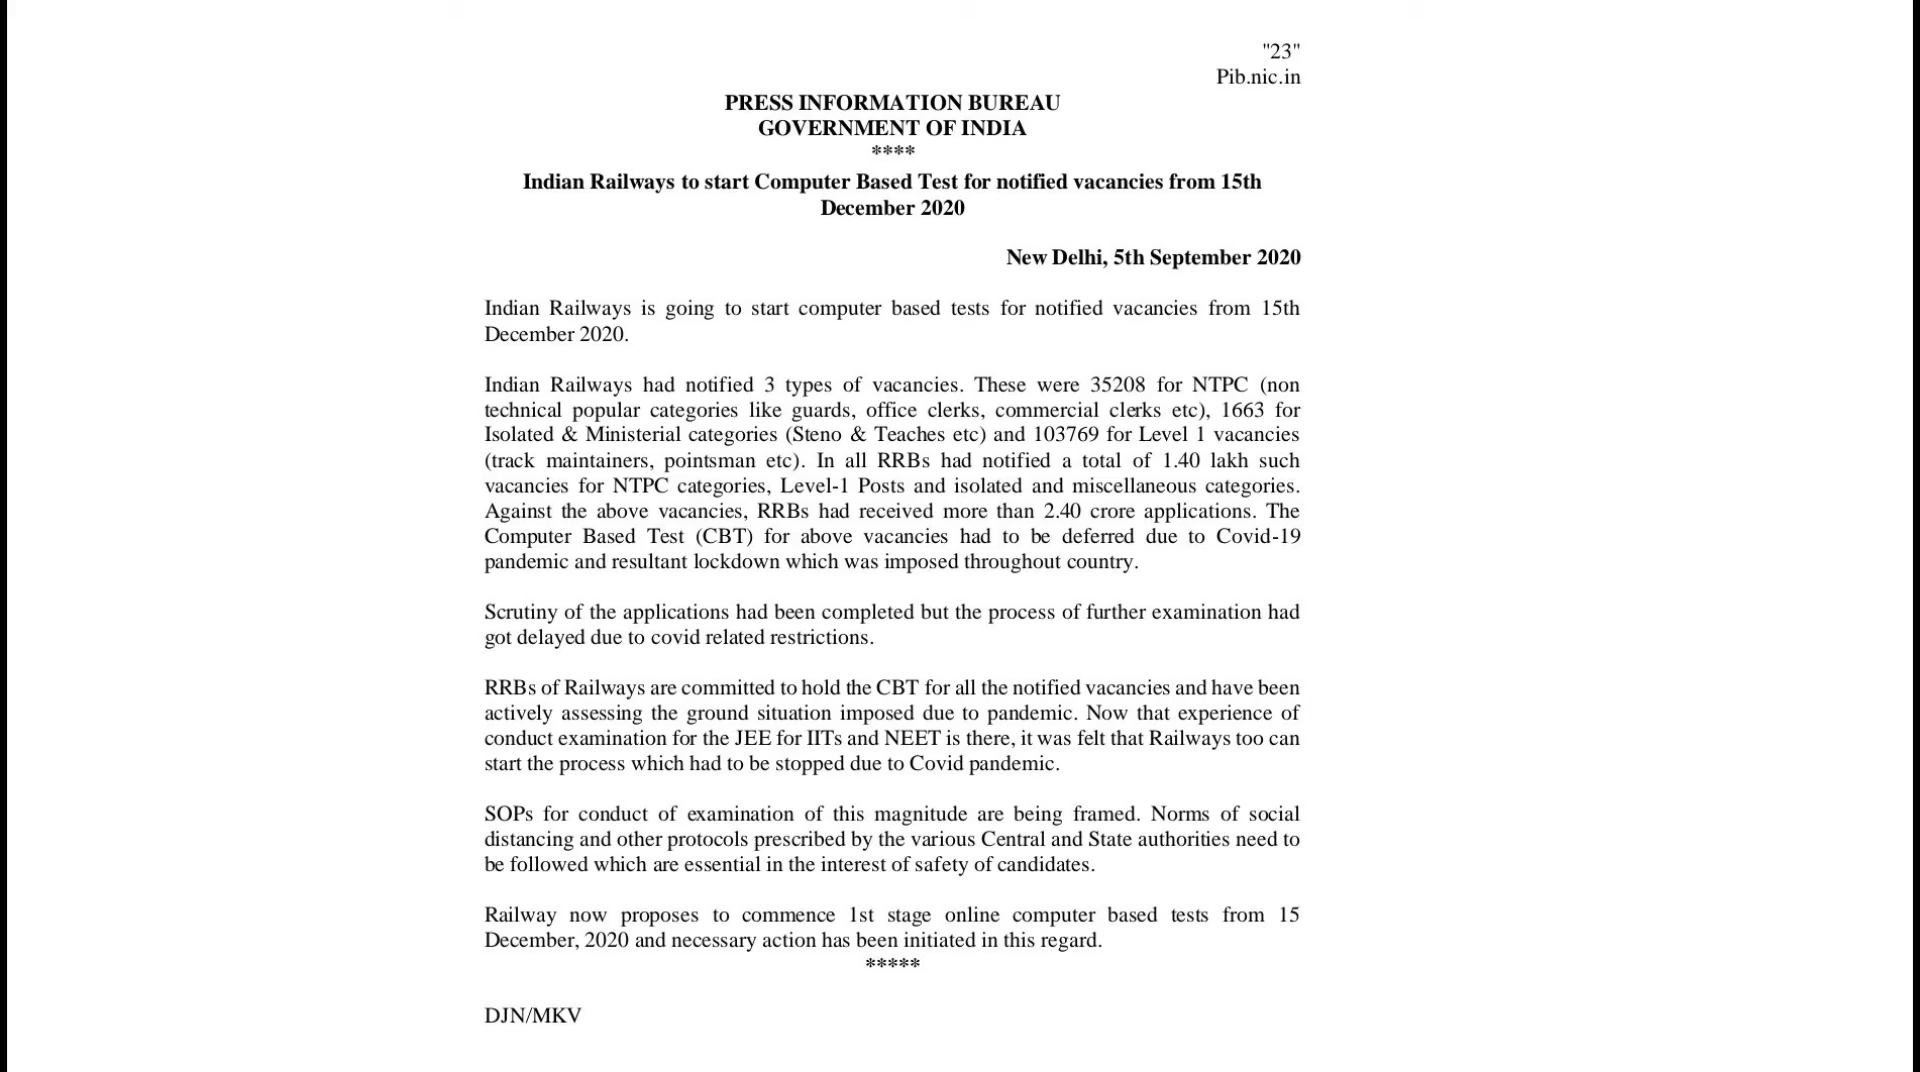 "23"
Pib.nic.in
PRESS INFORMATION BUREAU
GOVERNMENT OF INDIA
****
Indian Railways to start Computer Based Test for notified vacancies from 15th
December 2020
New Delhi, 5th September 2020
Indian Railways is going to start computer based tests for notified vacancies from 15th
December 2020.
Indian Railways had notified 3 types of vacancies. These were 35208 for NTPC (non
technical popular categories like guards, office clerks, commercial clerks etc), 1663 for
Isolated & Ministerial categories (Steno & Teaches etc) and 103769 for Level 1 vacancies
(track maintainers, pointsman etc). In all RRBs had notified a total of 1.40 lakh such
vacancies for NTPC categories, Level-1 Posts and isolated and miscellaneous categories.
Against the above vacancies, RRBs had received more than 2.40 crore applications. The
Computer Based Test (CBT) for above vacancies had to be deferred due to Covid-19
pandemic and resultant lockdown which was imposed throughout country.
Scrutiny of the applications had been completed but the process of further examination had
got delayed due to covid related restrictions.
RRBs of Railways are committed to hold the CBT for all the notified vacancies and have been
actively assessing the ground situation imposed due to pandemic. Now that experience of
conduct examination for the JEE for IITs and NEET is there, it was felt that Railways too can
start the process which had to be stopped due to Covid pandemic.
SOPs for conduct of examination of this magnitude are being framed. Norms of social
distancing and other protocols prescribed by the various Central and State authorities need to
be followed which are essential in the interest of safety of candidates.
Railway now proposes to commence 1st stage online computer based tests from 15
December, 2020 and necessary action has been initiated in this regard.
*****
DJN/MKV